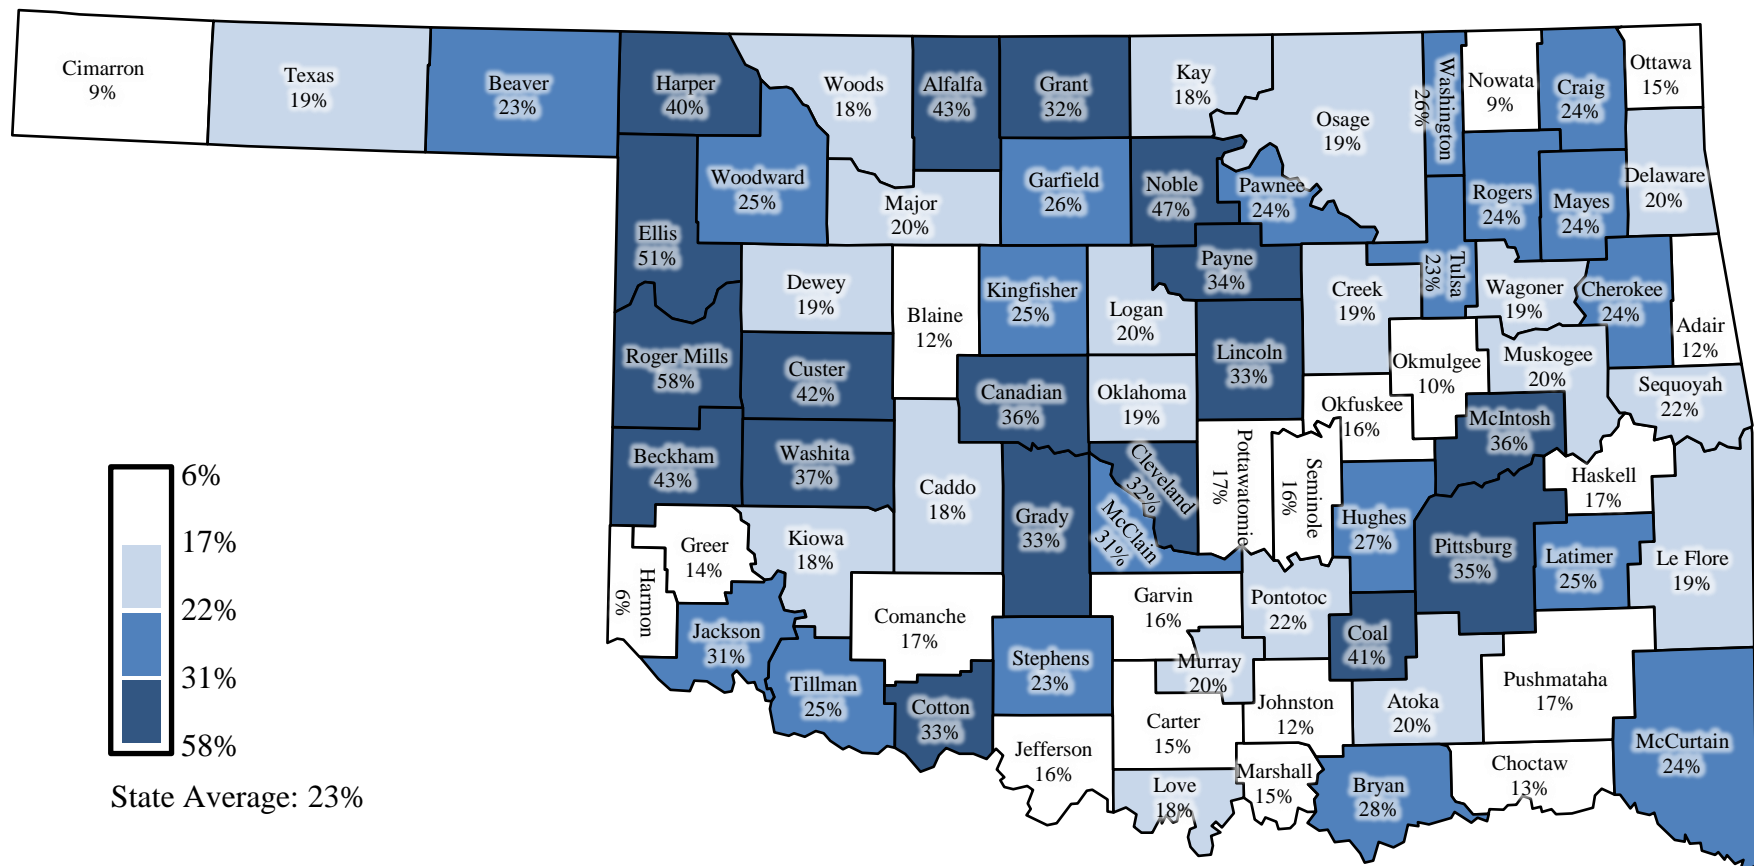 Cimarron
9%
Texas
19%
Beaver
23%
Harper
40%
Woods
18%
Alfalfa
43%
Grant
32%
Kay
18%
Osage
19%
Washington
26%
Nowata
9%
Craig
24%
Ottawa
15%
Ellis
51%
Woodward
25%
Major
20%
Garfield
26%
Noble
47%
Pawnee
24%
Rogers
24%
Mayes
24%
Delaware
20%
Dewey
19%
Blaine
12%
Kingfisher
25%
Logan
20%
Payne
34%
Creek
19%
Tulsa
23%
Wagoner
19%
Cherokee
24%
Adair
12%
Roger Mills
58%
Custer
42%
Canadian
36%
Oklahoma
19%
Lincoln
33%
Okfuskee
16%
Okmulgee
10%
Muskogee
20%
Sequoyah
22%
McIntosh
36%
Beckham
43%
Washita
37%
Caddo
18%
Grady
33%
Cleveland
32%
McClain
31%
Pottawatomie
17%
Seminole
16%
Hughes
27%
Pittsburg
35%
Haskell
17%
Latimer
25%
Le Flore
19%
Harmon
6%
Greer
14%
Kiowa
18%
Jackson
31%
Tillman
25%
Comanche
17%
Cotton
33%
Stephens
23%
Garvin
16%
Murray
20%
Pontotoc
22%
Coal
41%
Johnston
12%
Atoka
20%
Pushmataha
17%
McCurtain
24%
Jefferson
16%
Carter
15%
Love
18%
Marshall
15%
Bryan
28%
Choctaw
13%
6%
17%
22%
31%
58%
State Average: 23%